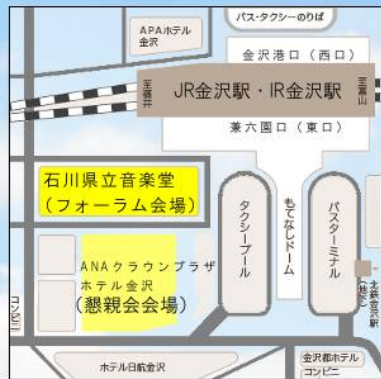 バス・タクシーのりば
APAホテル
金沢
金沢港口(西口)
至福井
JR金沢駅・IR金沢駅
至富山
兼六園口(東口)
石川県立音楽堂
(フォーラム会場)
タクシープール
もてなしドーム
バスターミナル
ANAクラウンプラザ
ホテル金沢
(懇親会会場)
北鉄金沢駅
(地下)
コンビニ
ホテル日航金沢
金沢都ホテル
コンビニ